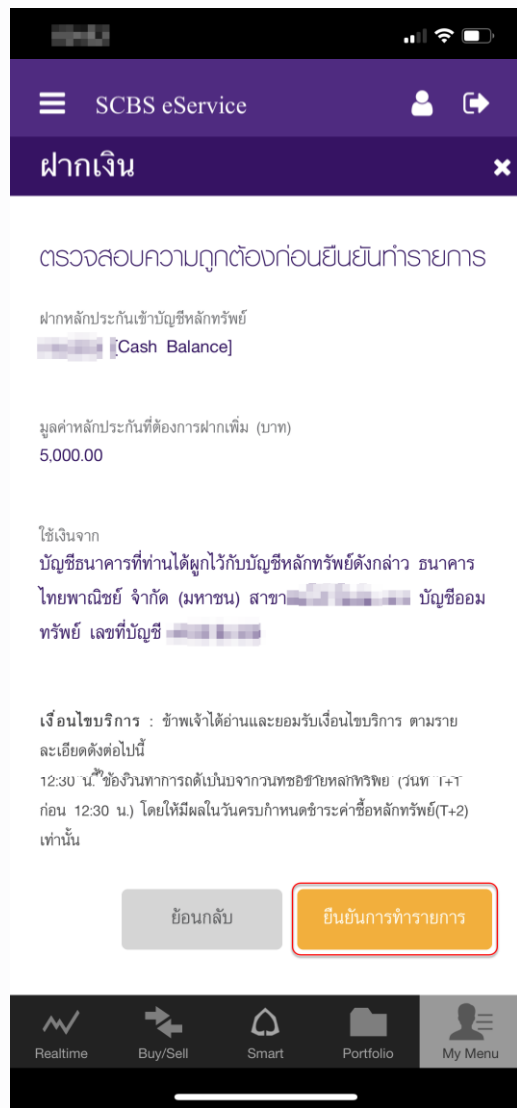 SCBS eService
ฝากเงิน
ตรวจสอบความถูกต้องก่อนยืนยันทำรายการ
ฝากหลักประกันเข้าบัญชีหลักทรัพย์
[Cash Balance]
มูลค่าหลักประกันที่ต้องการฝากเพิ่ม (บาท)
5,000.00
ใช้เงินจาก
บัญชีธนาคารที่ท่านได้ผูกไว้กับบัญชีหลักทรัพย์ดังกล่าว ธนาคาร
ไทยพาณิชย์ จำกัด (มหาชน) สาขา บัญชีออม
ทรัพย์ เลขที่บัญชี
เงื่อนไขบริการ : ข้าพเจ้าได้อ่านและยอมรับเงื่อนไขบริการ ตามราย
ละเอียดดังต่อไปนี้
12:30 น. (วันที่ T+1
ก่อน 12:30 น.) โดยให้มีผลในวันครบกำหนดชำระค่าซื้อหลักทรัพย์(T+2)
เท่านั้น
ย้อนกลับ
ยืนยันการทำรายการ
Realtime
Buy/Sell
Smart
Portfolio
My Menu